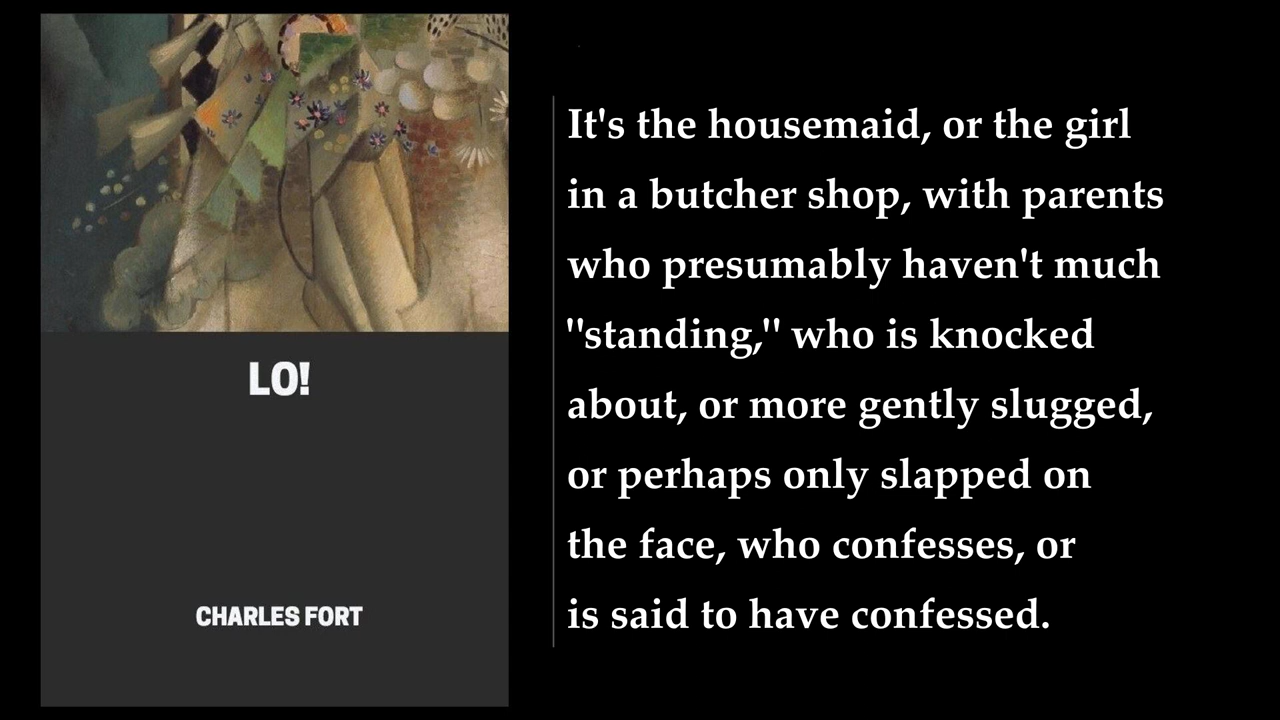 LO!
CHARLES FORT
It's the housemaid, or the girl
in a butcher shop, with parents
who presumably haven't much
"standing," who is knocked
about, or more gently slugged,
or perhaps only slapped on
the face, who confesses, or
is said to have confessed.